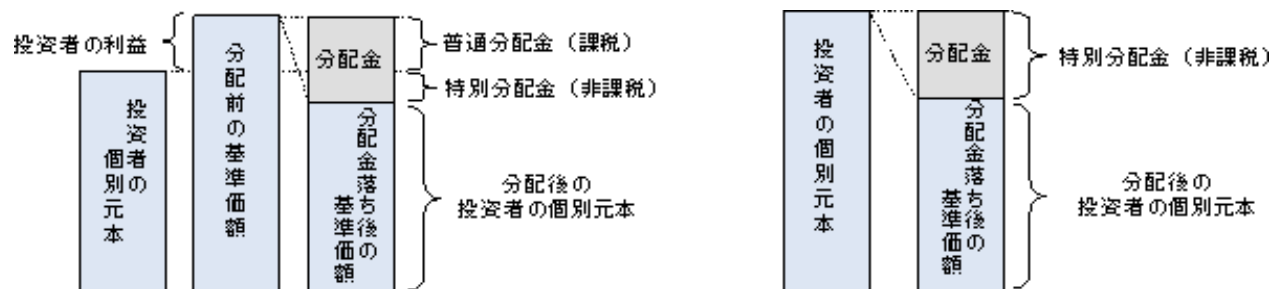 投資者の利益
投資者の
個別元本
分配前の基準価額
分配金
分配金落ち後の
基準価額
普通分配金（課税）
特別分配金（非課税）
分配後の
投資者の個別元本
投資者の個別元本
分配金
分配金落ち後の
基準価額
特別分配金（非課税）
分配後の
投資者の個別元本